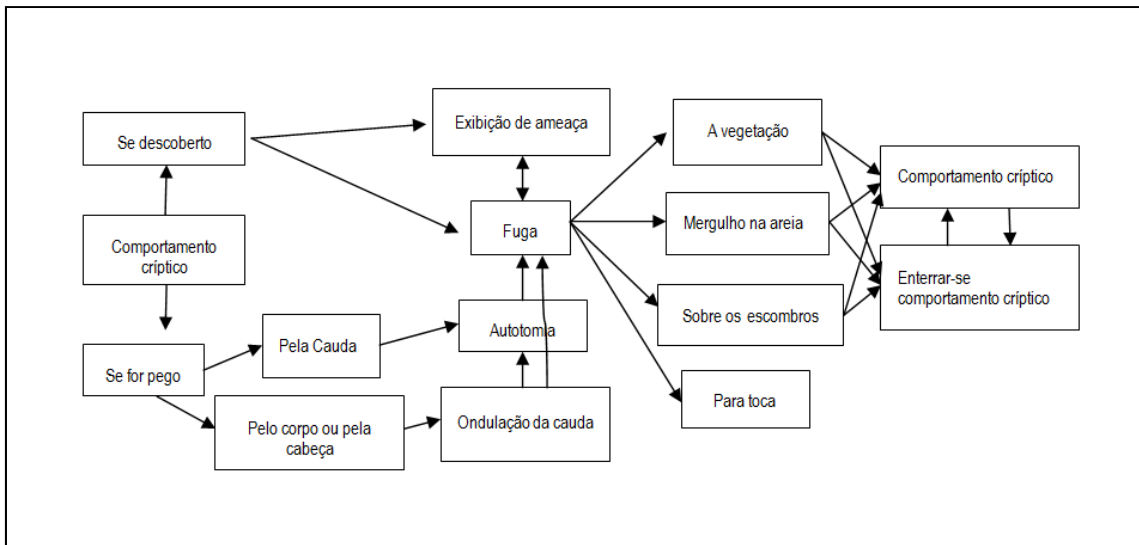 Se descoberto
Exibição de ameaça
A vegetação
Comportamento críptico
Comportamento
críptico
Fuga
Mergulho na areia
Enterrar-se
comportamento críptico
Se for pego
Pela Cauda
Autotomia
Sobre os escombros
Pelo corpo ou pela
cabeça
Ondulação da cauda
Para toca